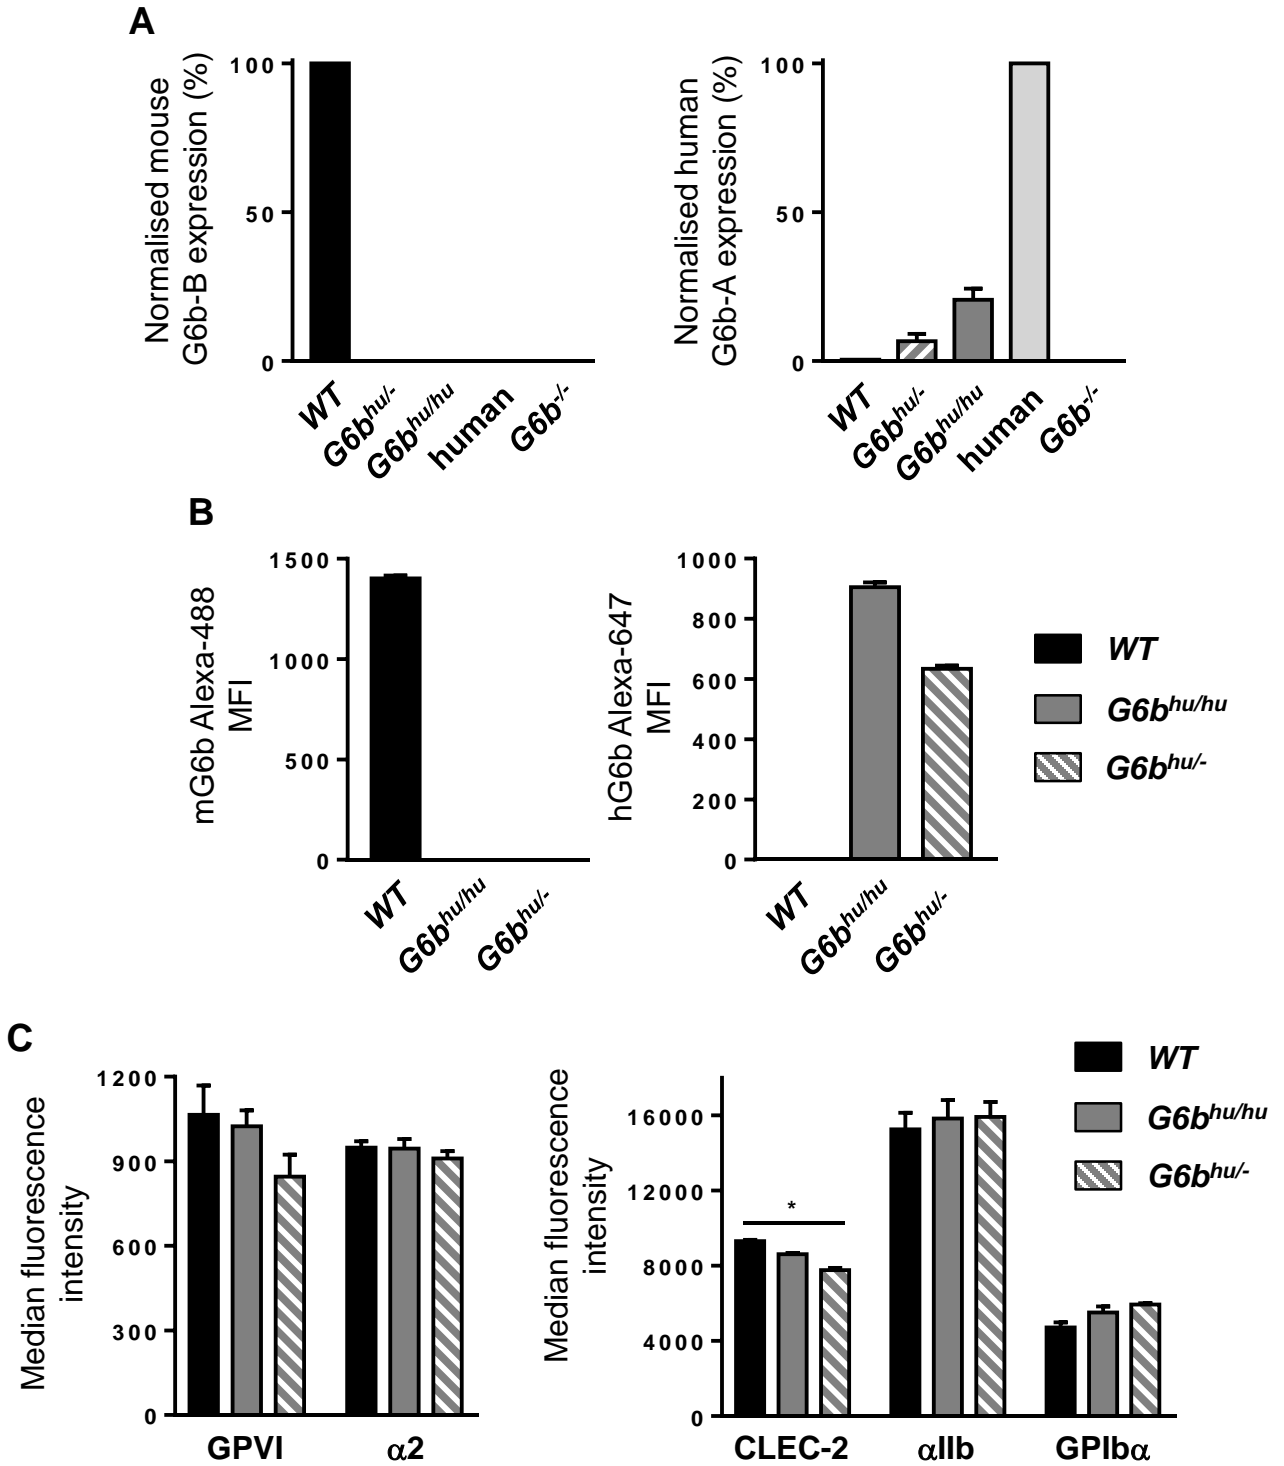 A
Normalised mouse
G6b-B expression (%)
100
50
0
WT
G6b^hu/-
G6b^hu/hu
human
G6b^-/-
Normalised human
G6b-A expression (%)
100
50
0
WT
G6b^hu/-
G6b^hu/hu
human
G6b^-/-
B
mG6b Alexa-488
MFI
1500
1000
500
0
WT
G6b^hu/hu
G6b^hu/-
hG6b Alexa-647
MFI
1000
800
600
400
200
0
WT
G6b^hu/hu
G6b^hu/-
WT
G6b^hu/hu
G6b^hu/-
C
Median fluorescence
intensity
1200
900
600
300
0
GPVI
α2
Median fluorescence
intensity
16000
12000
8000
4000
0
*
CLEC-2
αIIb
GPIbα
WT
G6b^hu/hu
G6b^hu/-